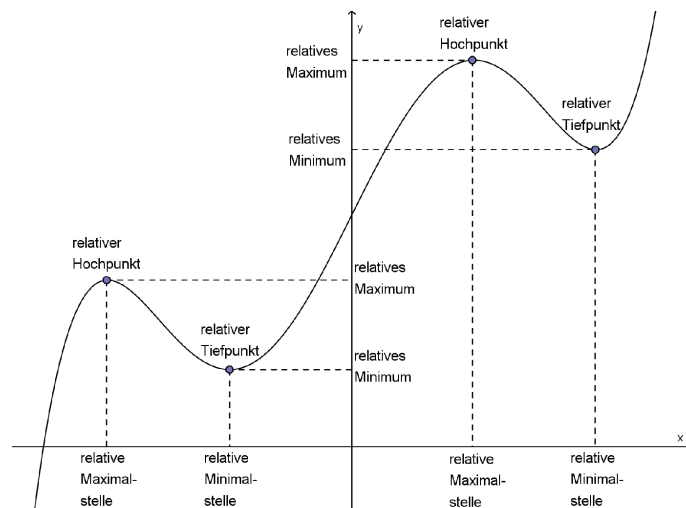 y
relativer
Hochpunkt
relatives
Maximum
relativer
Tiefpunkt
relatives
Minimum
relativer
Hochpunkt
relatives
Maximum
relativer
Tiefpunkt
relatives
Minimum
x
relative
Maximal-
stelle
relative
Minimal-
stelle
relative
Maximal-
stelle
relative
Minimal-
stelle